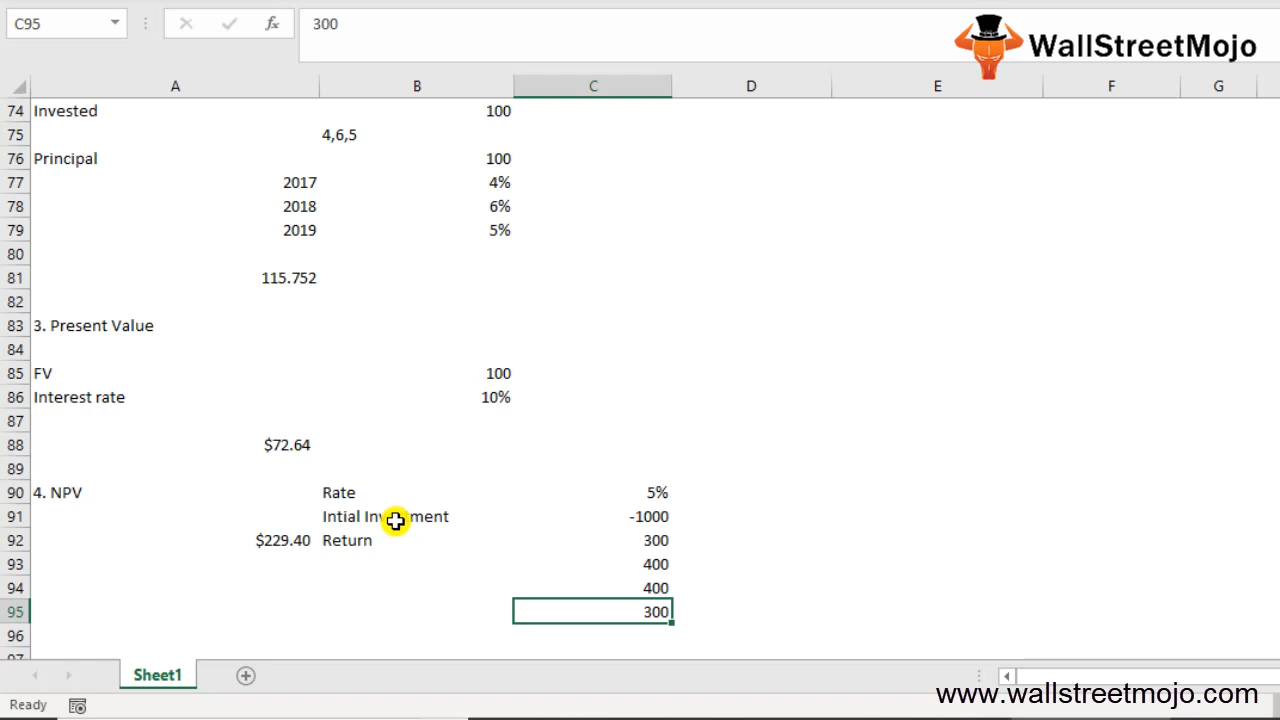 C95 fx 300
WallStreetMojo
A B C D E F G
74 Invested 100
75 4,6,5
76 Principal 100
77 2017 4%
78 2018 6%
79 2019 5%
80
81 115.752
82
83 3. Present Value
84
85 FV 100
86 Interest rate 10%
87
88 $72.64
89
90 4. NPV Rate 5%
91 Intial -1000
92 $229.40 Return 300
93 400
94 400
95 300
96
97
Sheet1
www.wallstreetmojo.com
Ready